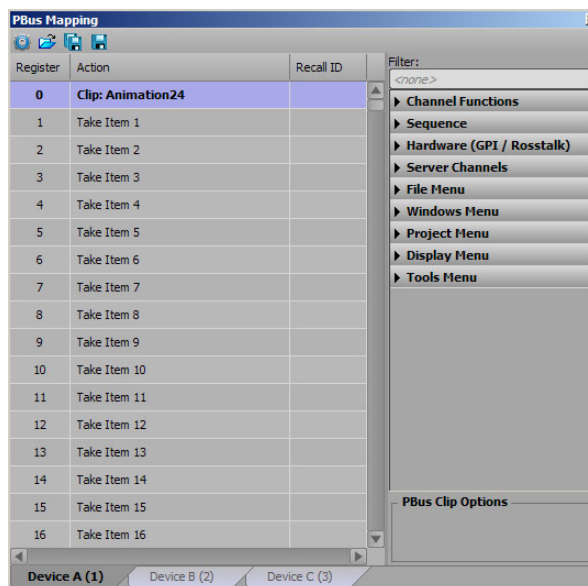 PBus Mapping
Register Action Recall ID
0 Clip: Animation24
1 Take Item 1
2 Take Item 2
3 Take Item 3
4 Take Item 4
5 Take Item 5
6 Take Item 6
7 Take Item 7
8 Take Item 8
9 Take Item 9
10 Take Item 10
11 Take Item 11
12 Take Item 12
13 Take Item 13
14 Take Item 14
15 Take Item 15
16 Take Item 16
Filter:
<none>
Channel Functions
Sequence
Hardware (GPI / Rosstalk)
Server Channels
File Menu
Windows Menu
Project Menu
Display Menu
Tools Menu
PBus Clip Options
Device A (1) Device B (2) Device C (3)